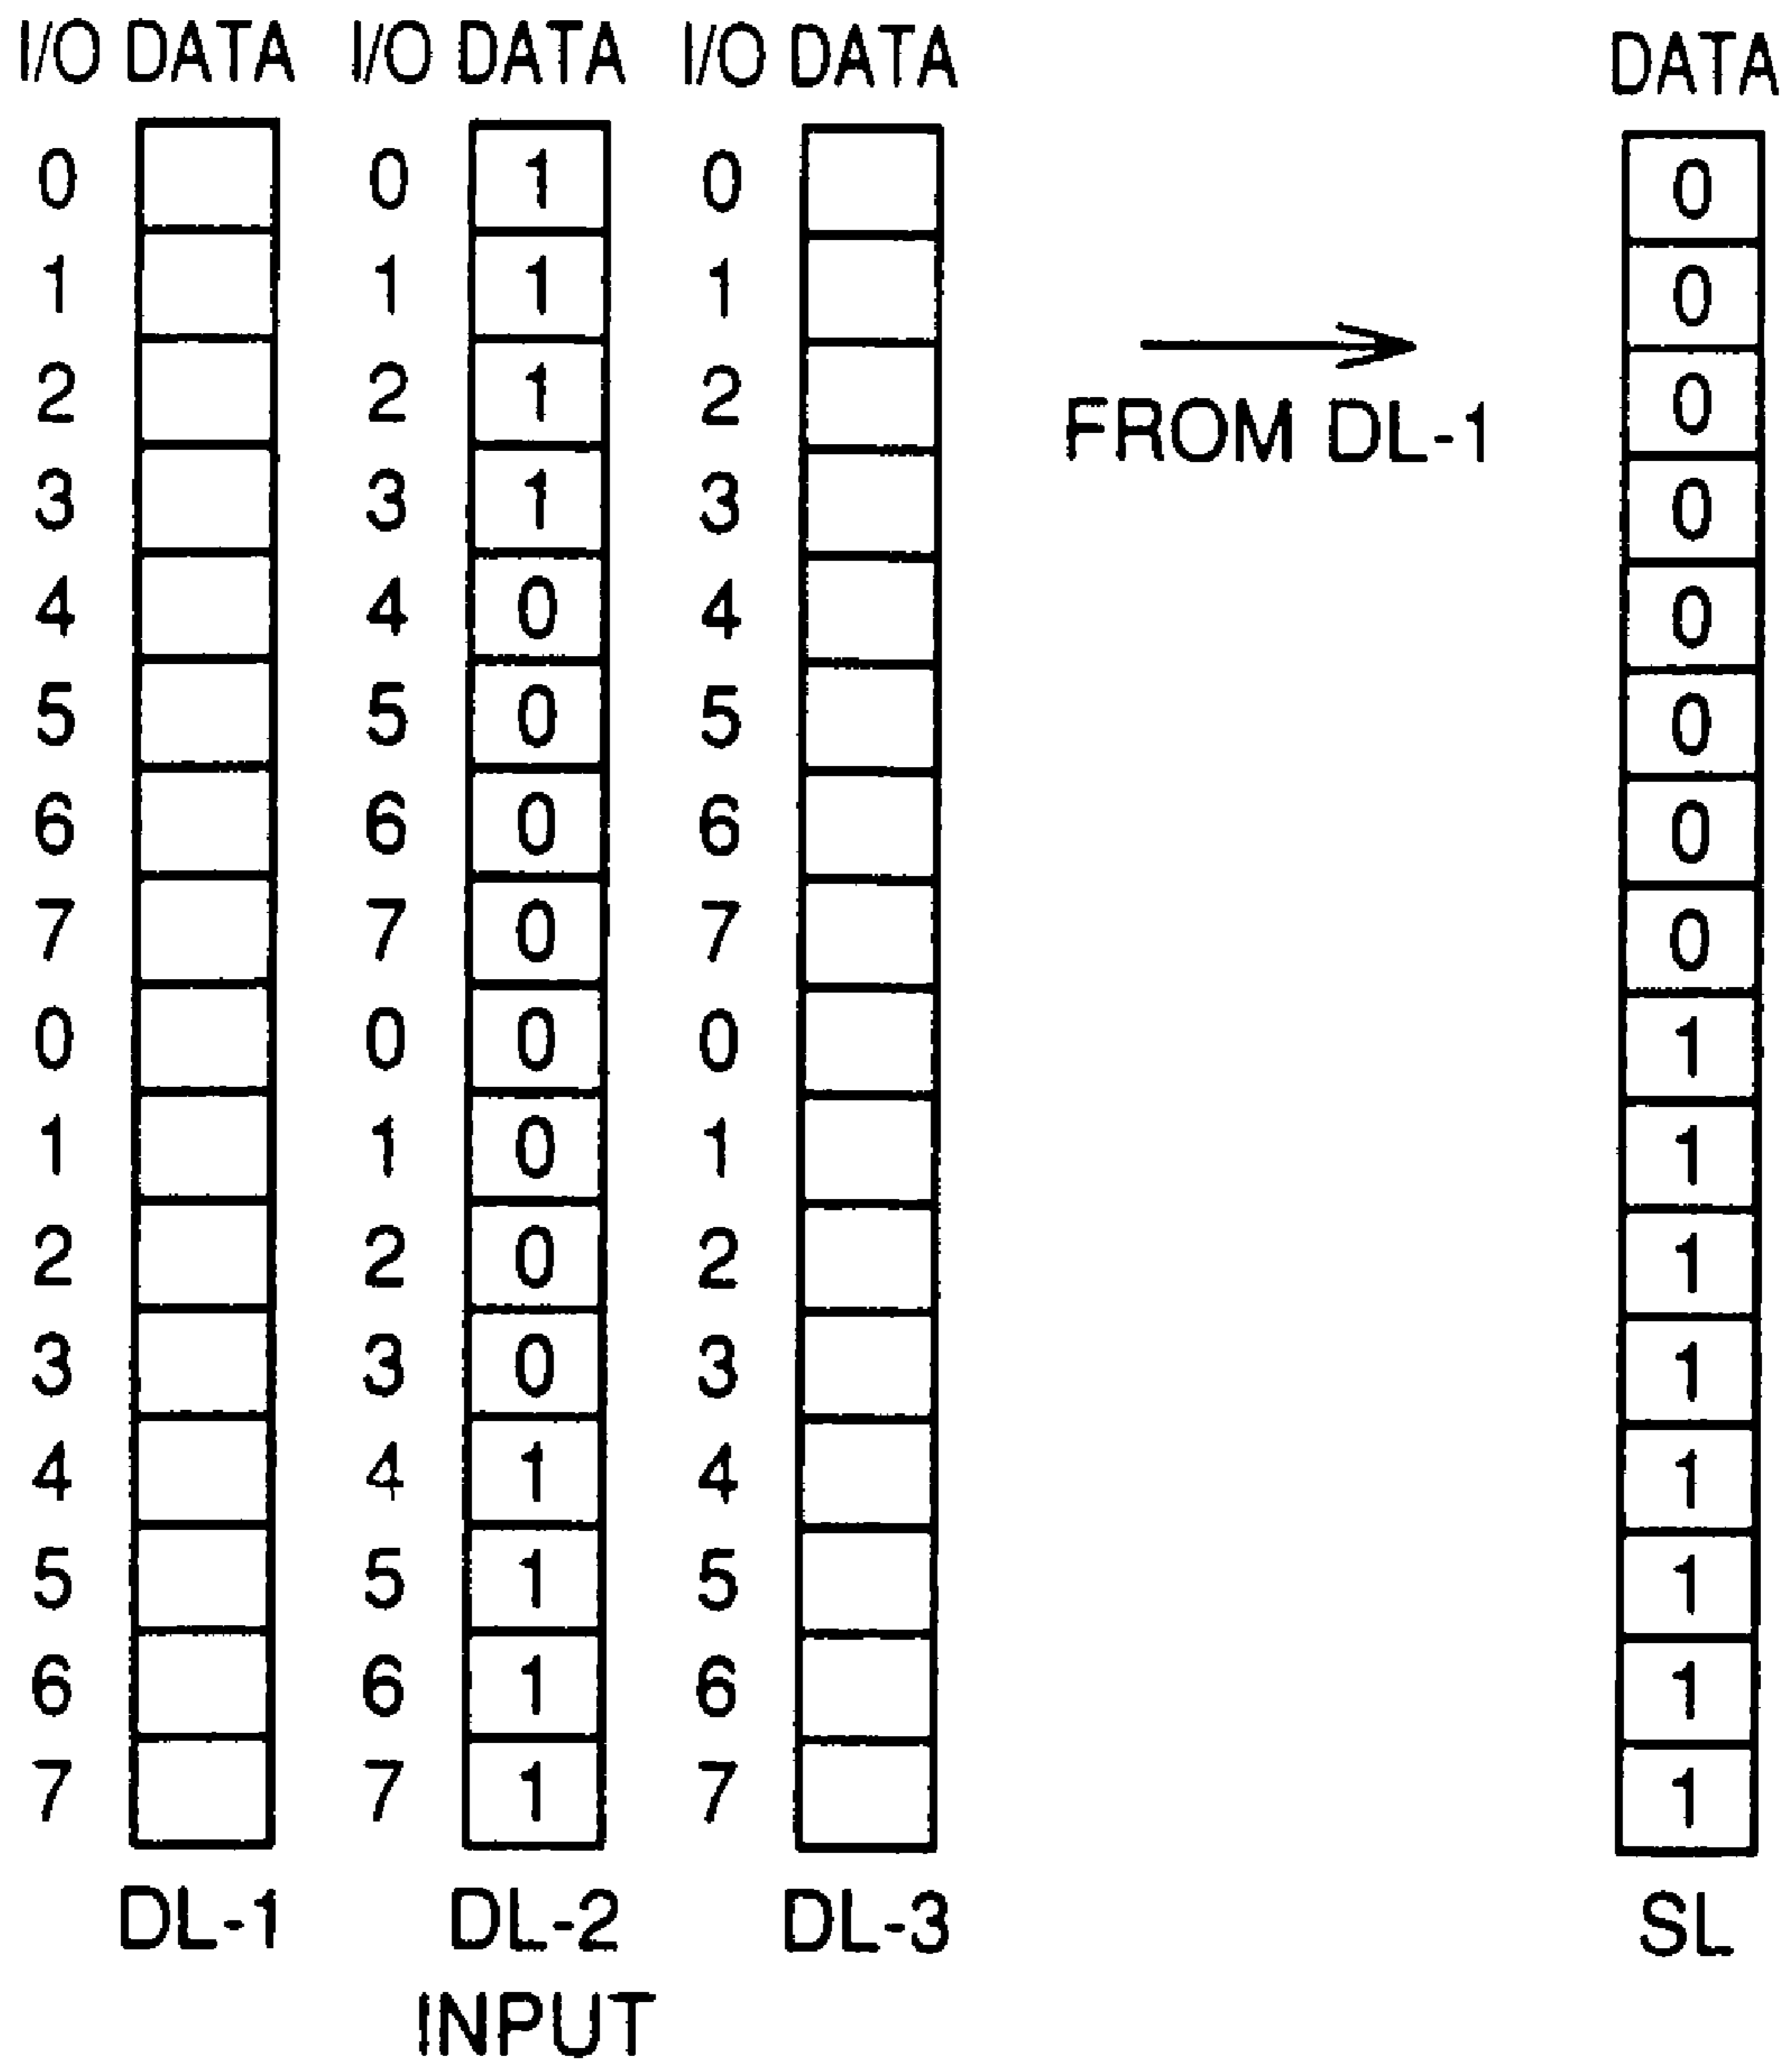 I/O DATA I/O DATA I/O DATA DATA
0 0 1 0 0
1 1 1 1 0
2 2 1 2 0
FROM DL-1
3 3 1 3 0
4 4 0 4 0
5 5 0 5 0
6 6 0 6 0
7 7 0 7 0
0 0 0 0 1
1 1 0 1 1
2 2 0 2 1
3 3 0 3 1
4 4 1 4 1
5 5 1 5 1
6 6 1 6 1
7 7 1 7 1
DL-1 DL-2 DL-3 SL
INPUT